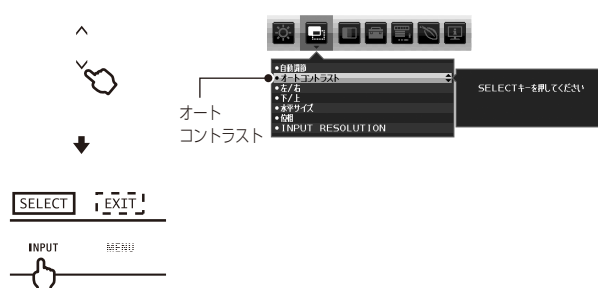 ● 自動調節
● オートコントラスト
● 左/右
● 下/上
● 水平サイズ
● 位相
● INPUT RESOLUTION
SELECTキーを押してください
オート
コントラスト
SELECT EXIT
INPUT MENU